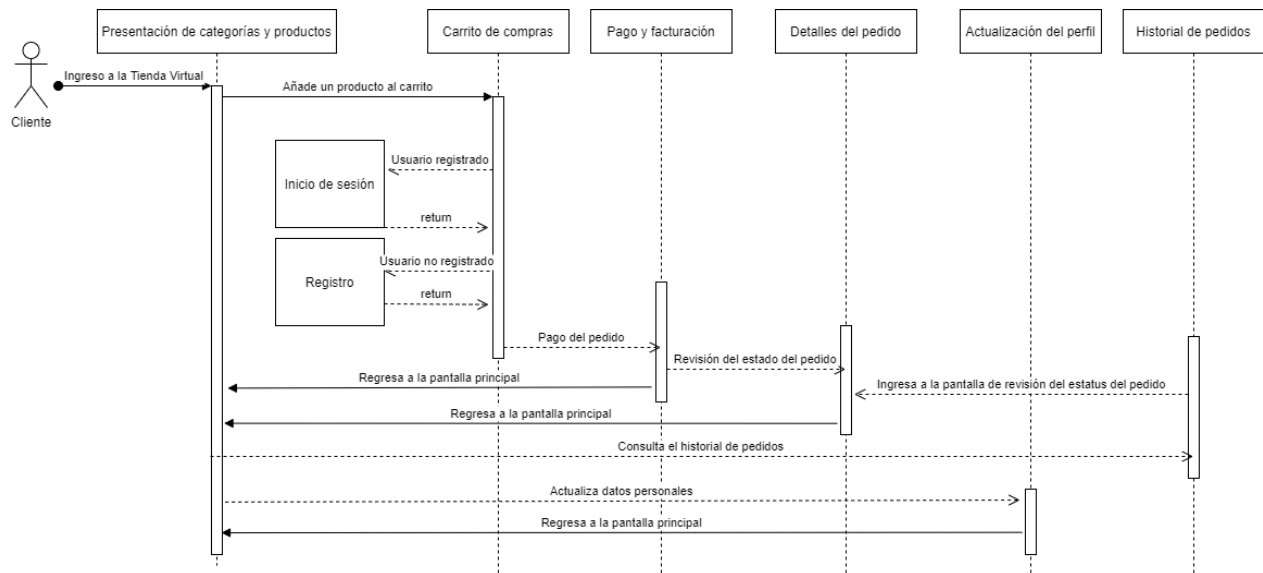 Presentación de categorías y productos
Carrito de compras
Pago y facturación
Detalles del pedido
Actualización del perfil
Historial de pedidos
Ingreso a la Tienda Virtual
Añade un producto al carrito
Cliente
Usuario registrado
Inicio de sesión
return
Usuario no registrado
Registro
return
Pago del pedido
Revisión del estado del pedido
Regresa a la pantalla principal
Ingresa a la pantalla de revisión del estatus del pedido
Regresa a la pantalla principal
Consulta el historial de pedidos
Actualiza datos personales
Regresa a la pantalla principal